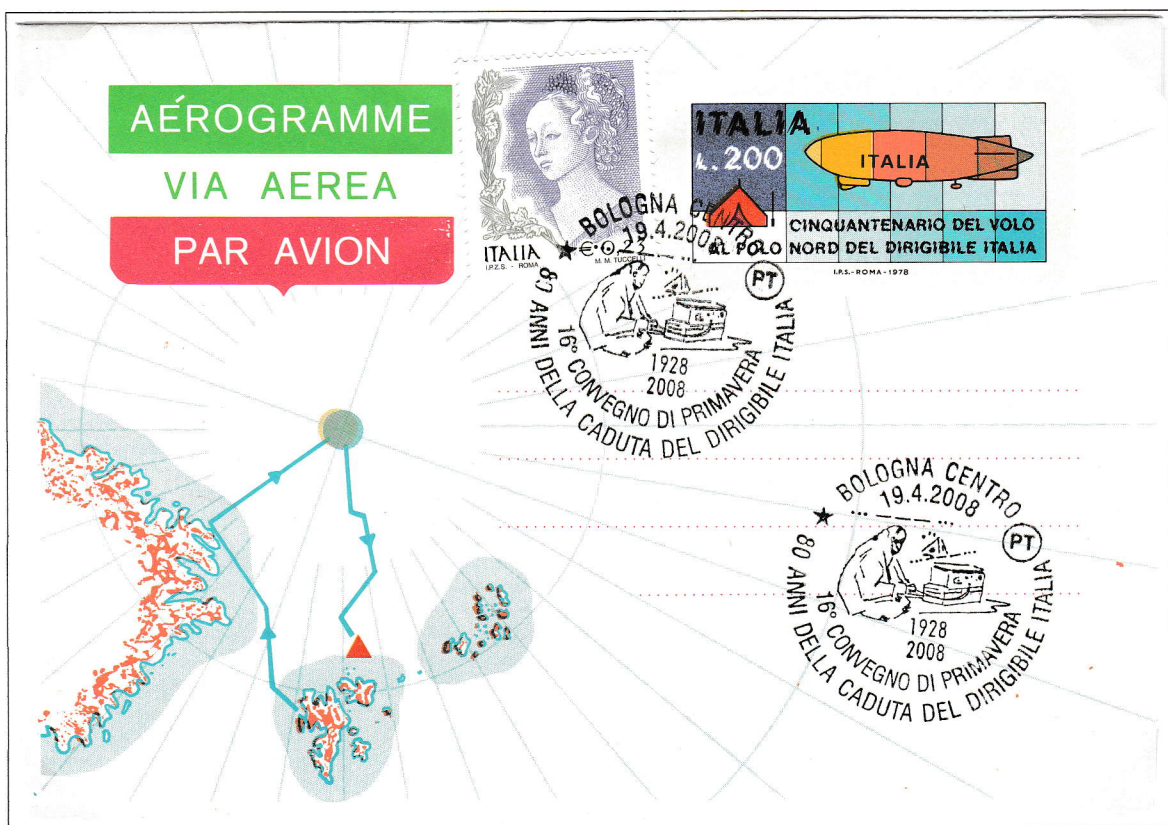 AÉROGRAMME
VIA AEREA
PAR AVION
ITALIA
I.P.Z.S. - ROMA
€·0,23
M. M. TUCCELLI
ITALIA
L. 200
ITALIA
CINQUANTENARIO DEL VOLO
AL POLO NORD DEL DIRIGIBILE ITALIA
I.P.S.-ROMA-1978
BOLOGNA CENTRO
19.4.2008
PT
1928
2008
16° CONVEGNO DI PRIMAVERA
80 ANNI DELLA CADUTA DEL DIRIGIBILE ITALIA
BOLOGNA CENTRO
19.4.2008
PT
1928
2008
16° CONVEGNO DI PRIMAVERA
80 ANNI DELLA CADUTA DEL DIRIGIBILE ITALIA